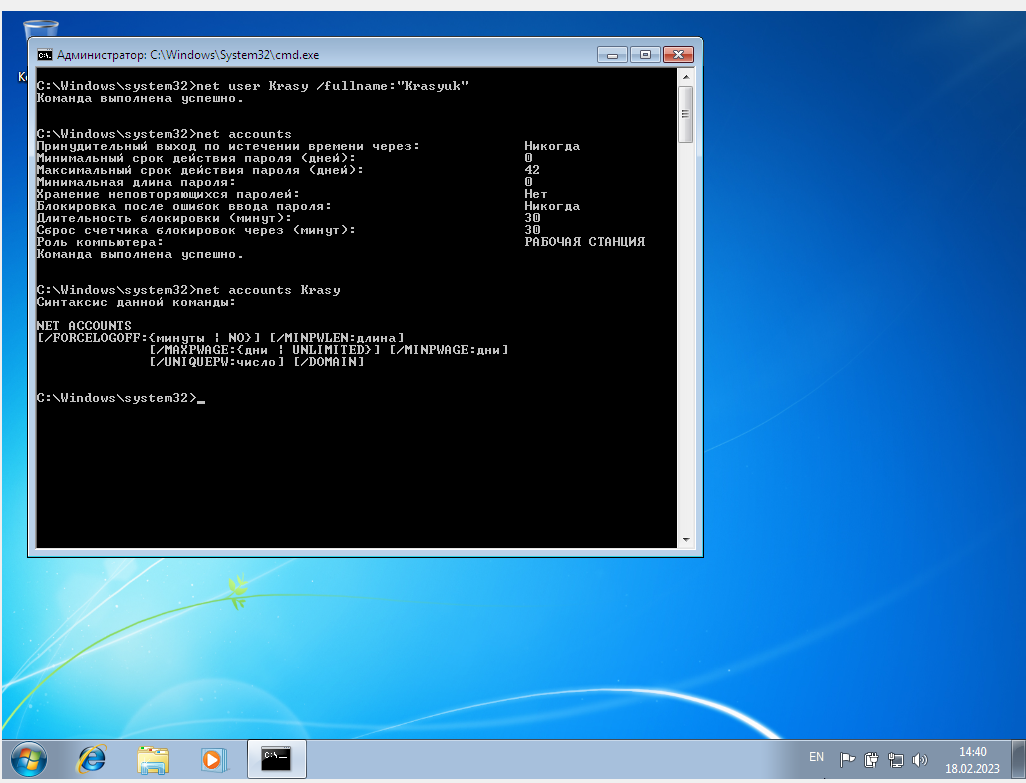 Администратор: C:\Windows\System32\cmd.exe
C:\Windows\system32>net user Krasy /fullname:"Krasyuk"
Команда выполнена успешно.
C:\Windows\system32>net accounts
Принудительный выход по истечении времени через: Никогда
Минимальный срок действия пароля (дней): 0
Максимальный срок действия пароля (дней): 42
Минимальная длина пароля: 0
Хранение неповторяющихся паролей: Нет
Блокировка после ошибок ввода пароля: Никогда
Длительность блокировки (минут): 30
Сброс счетчика блокировок через (минут): 30
Роль компьютера: РАБОЧАЯ СТАНЦИЯ
Команда выполнена успешно.
C:\Windows\system32>net accounts Krasy
Синтаксис данной команды:
NET ACCOUNTS
[/FORCELOGOFF:{минуты | NO}] [/MINPWLEN:длина]
[/MAXPWAGE:{дни | UNLIMITED}] [/MINPWAGE:дни]
[/UNIQUEPW:число] [/DOMAIN]
C:\Windows\system32>_
C:\_
EN
14:40
18.02.2023